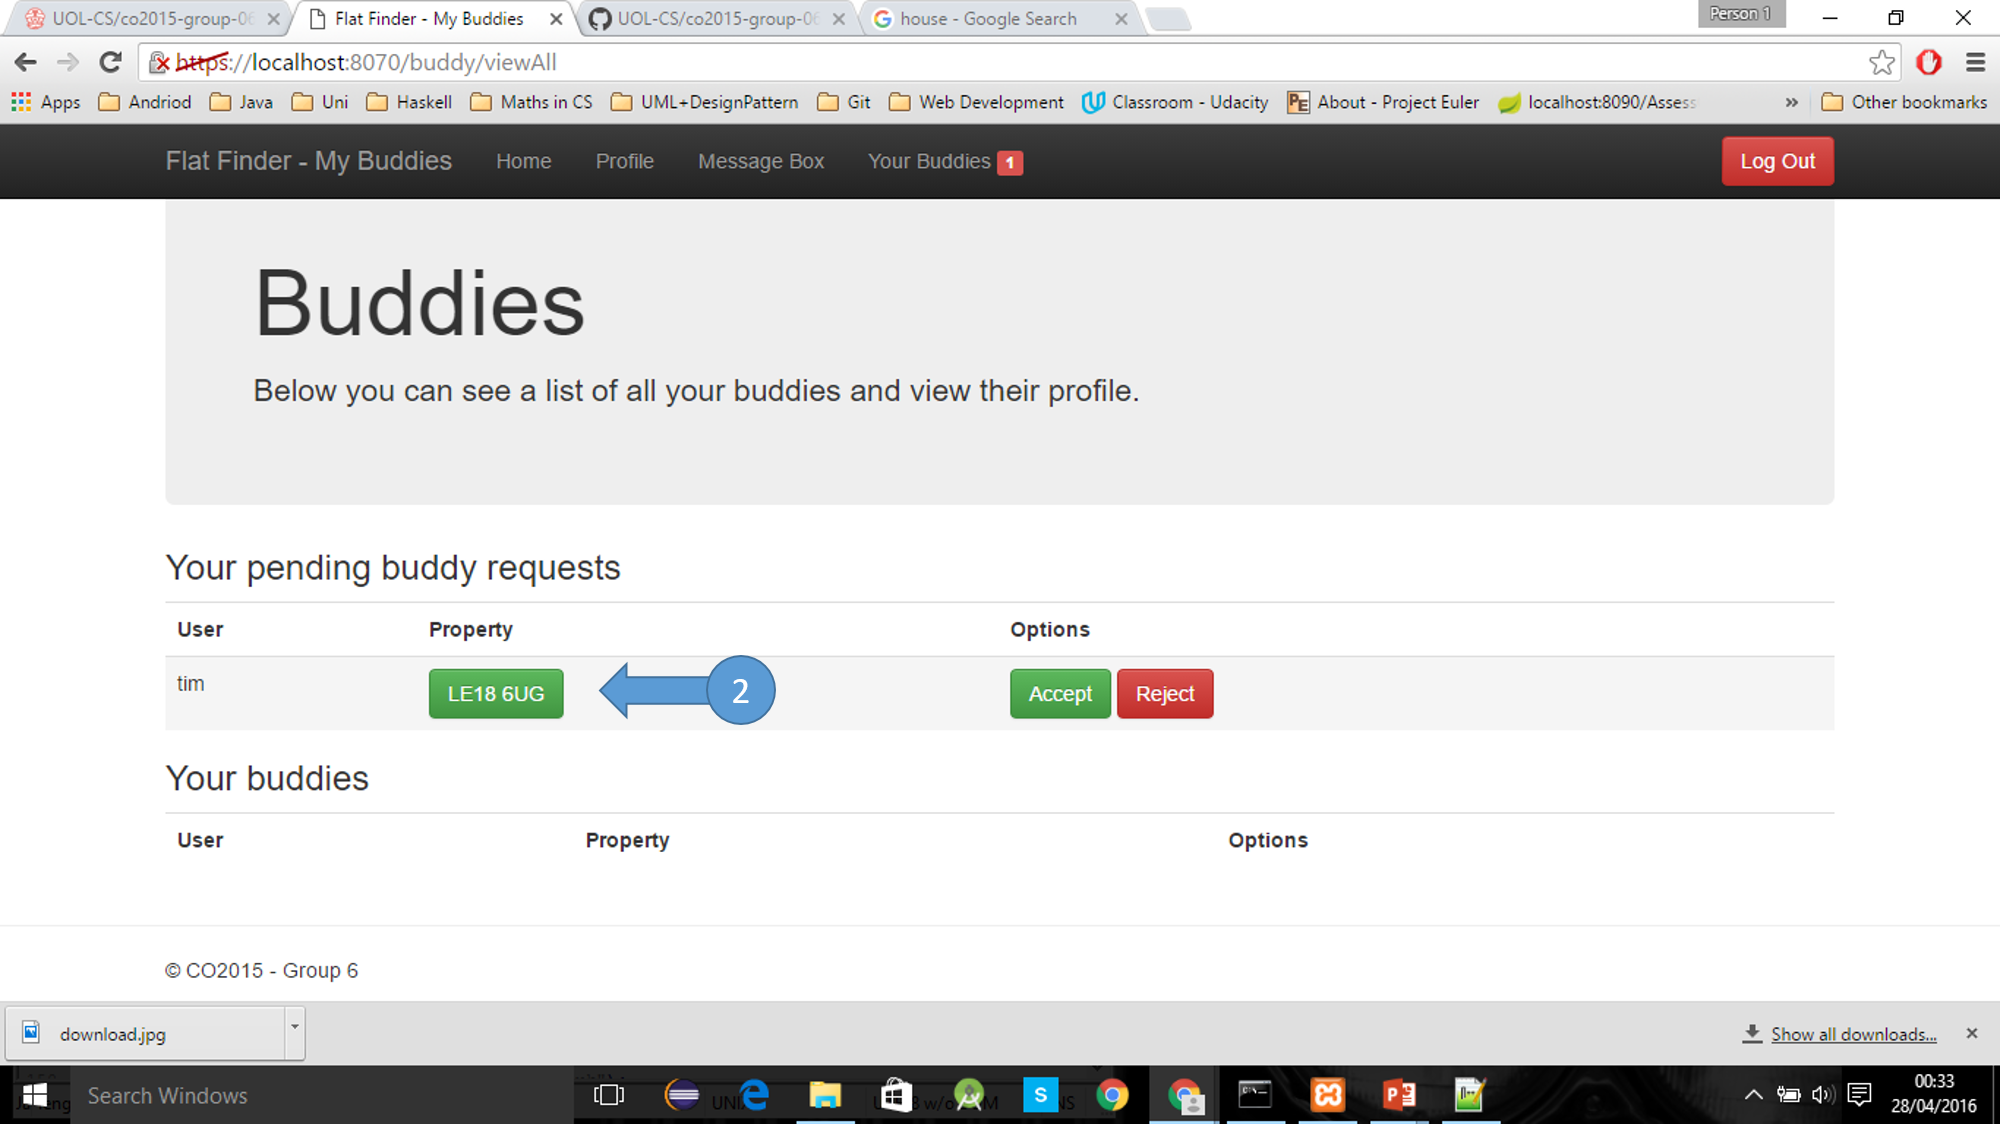 UOL-CS/co2015-group-06 Flat Finder - My Buddies UOL-CS/co2015-group-06 house - Google Search Person 1
https://localhost:8070/buddy/viewAll
Apps Andriod Java Uni Haskell Maths in CS UML+DesignPattern Git Web Development Classroom - Udacity PE About - Project Euler localhost:8090/Assess » Other bookmarks
Flat Finder - My Buddies Home Profile Message Box Your Buddies 1 Log Out
Buddies
Below you can see a list of all your buddies and view their profile.
Your pending buddy requests
User Property Options
tim LE18 6UG 2 Accept Reject
Your buddies
User Property Options
© CO2015 - Group 6
download.jpg Show all downloads...
Search Windows 00:33
28/04/2016